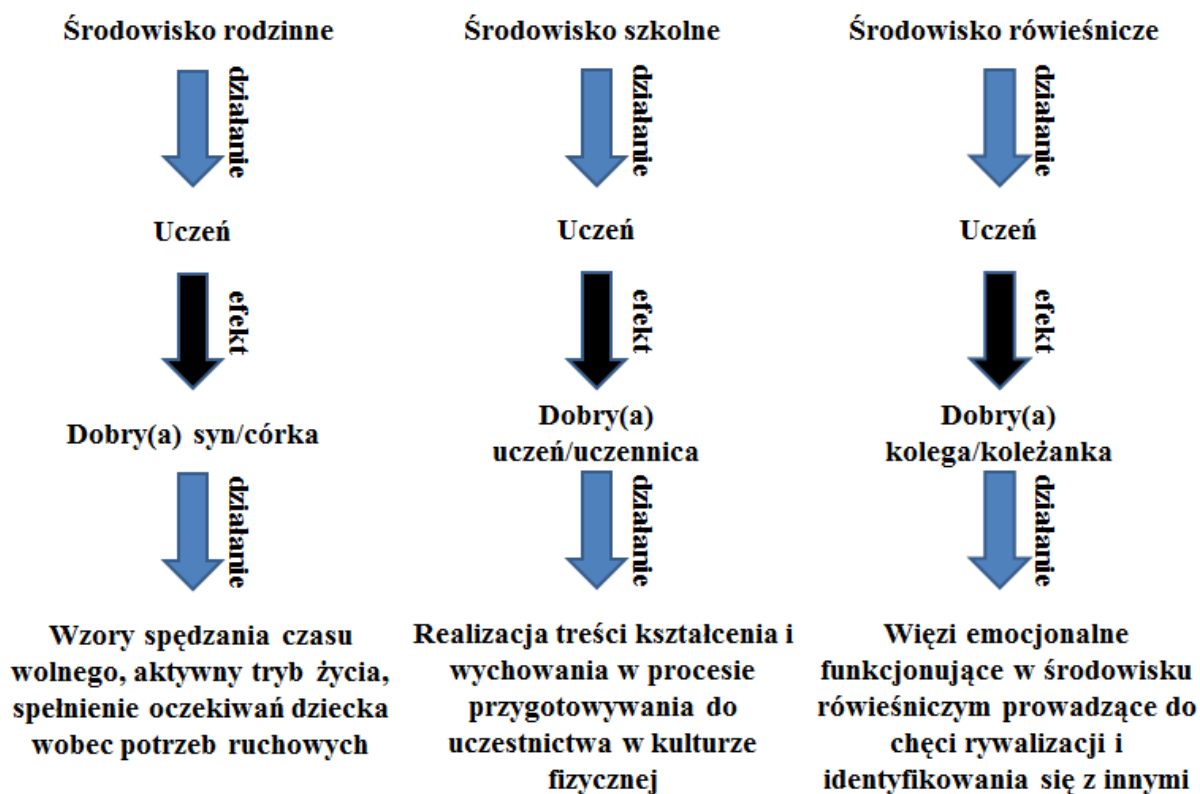 Środowisko rodzinne
działanie
Uczeń
efekt
Dobry(a) syn/córka
działanie
Wzory spędzania czasu
wolnego, aktywny tryb życia,
spełnienie oczekiwań dziecka
wobec potrzeb ruchowych
Środowisko szkolne
działanie
Uczeń
efekt
Dobry(a)
uczeń/uczennica
działanie
Realizacja treści kształcenia i
wychowania w procesie
przygotowywania do
uczestnictwa w kulturze
fizycznej
Środowisko rówieśnicze
działanie
Uczeń
efekt
Dobry(a)
kolega/koleżanka
działanie
Więzi emocjonalne
funkcjonujące w środowisku
rówieśniczym prowadzące do
chęci rywalizacji i
identyfikowania się z innymi